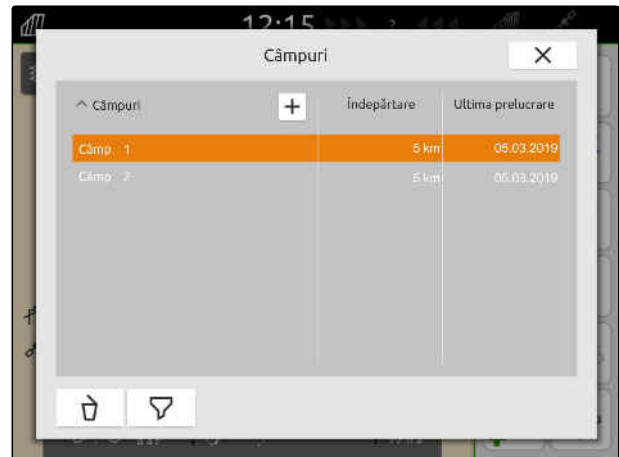 12:15
Câmpuri
^ Câmpuri + Îndepărtare Ultima prelucrare
Câmp 1 5 km 05.03.2019
Câmp 2 5 km 05.03.2019